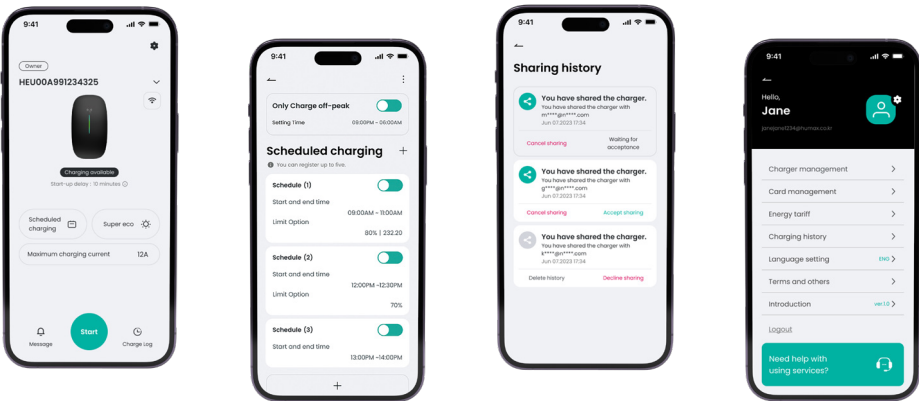 9:41
Owner
HEU00A991234325
Charging available
Start-up delay : 10 minutes
Scheduled
charging
Super eco
Maximum charging current 12A
Message
Start
Charge Log
9:41
Only Charge off-peak
Setting Time 09:00PM - 06:00AM
Scheduled charging +
You can register up to five.
Schedule (1)
Start and end time
09:00AM ~ 11:00AM
Limit Option
80% | 232.20
Schedule (2)
Start and end time
12:00PM ~12:30PM
Limit Option
70%
Schedule (3)
Start and end time
13:00PM ~14:00PM
+
9:41
Sharing history
You have shared the charger.
You have shared the charger with
m****@n****.com
Jun 07.2023 17:34
Cancel sharing
Waiting for
acceptance
You have shared the charger.
You have shared the charger with
g****@n****.com
Jun 07.2023 17:34
Cancel sharing
Accept sharing
You have shared the charger.
You have shared the charger with
k****@n****.com
Jun 07.2023 17:34
Delete history
Decline sharing
9:41
Hello,
Jane
janejane1234@humax.co.kr
Charger management
Card management
Energy tariff
Charging history
Language setting ENG
Terms and others
Introduction ver.1.0
Logout
Need help with
using services?